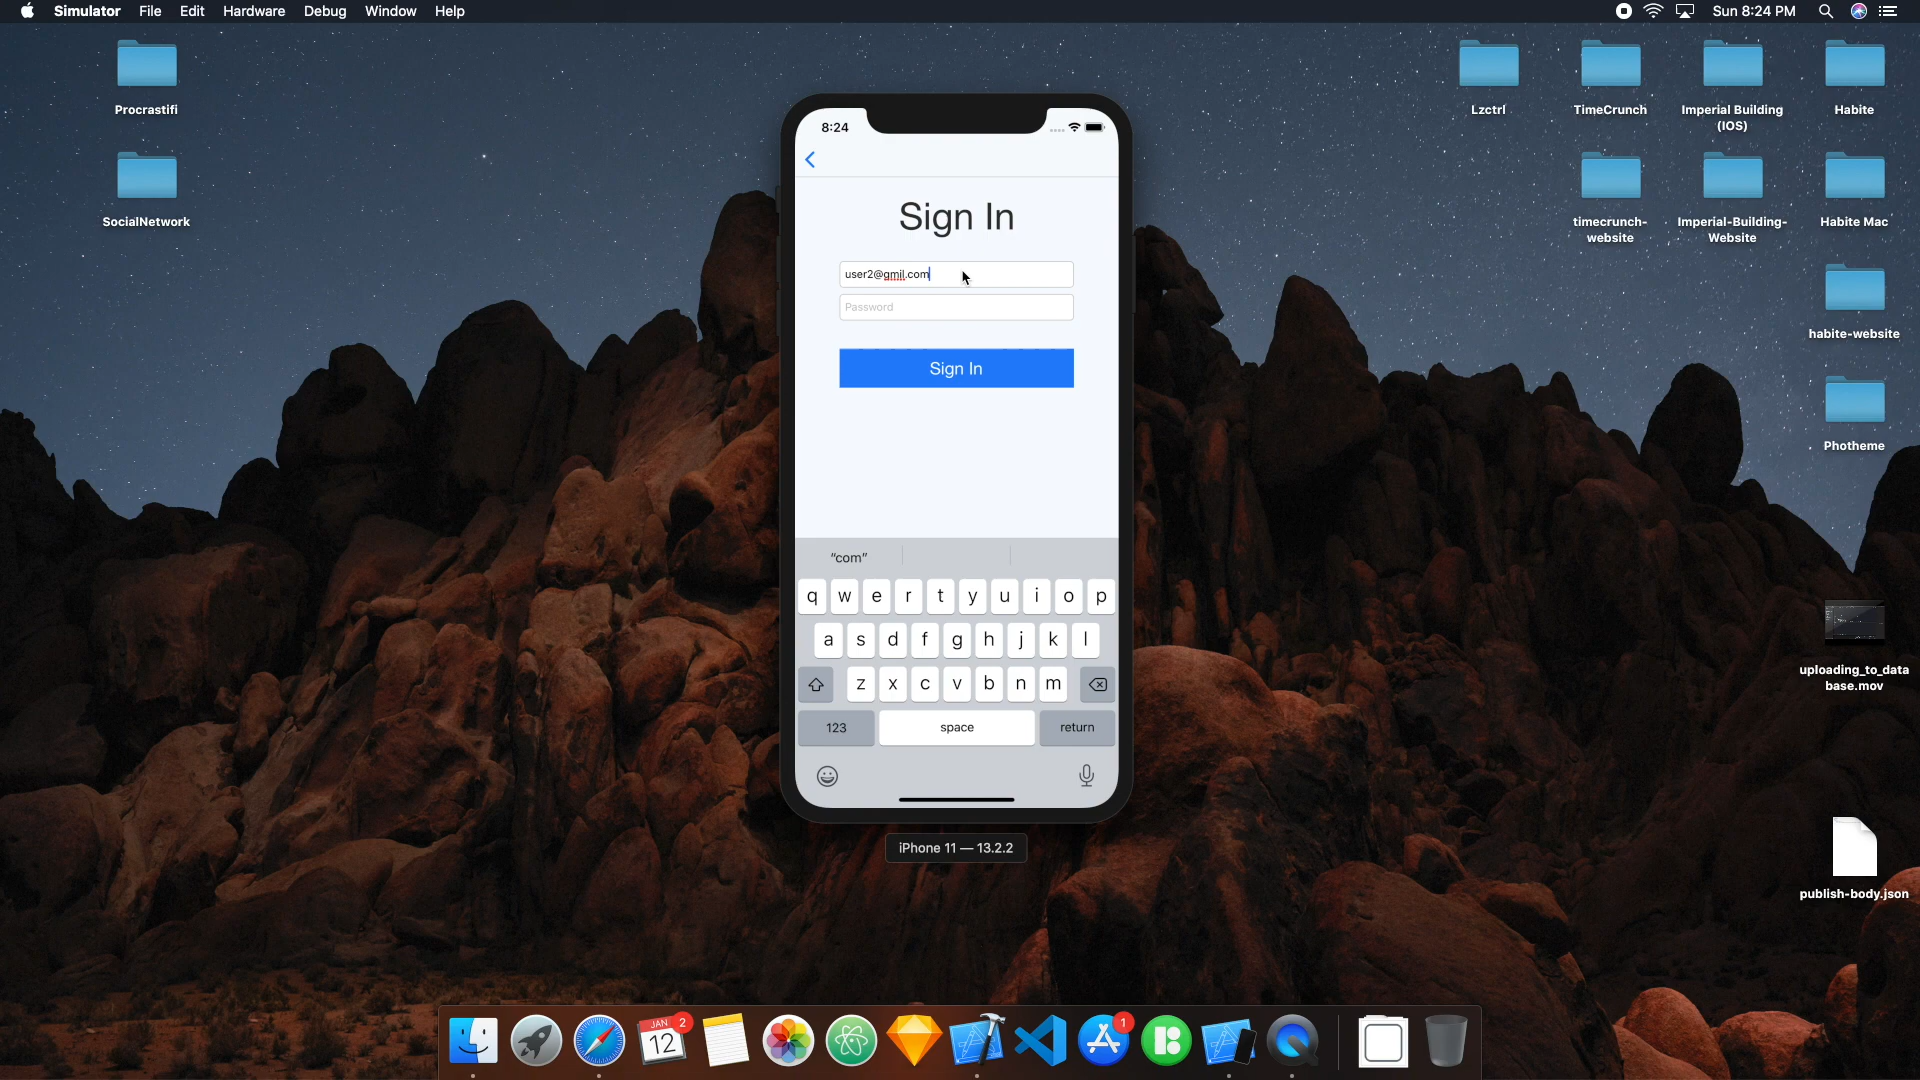 Simulator File Edit Hardware Debug Window Help
Sun 8:24 PM
Procrastifi
SocialNetwork
Lzctrl
TimeCrunch
Imperial Building
(IOS)
Habite
timecrunch-
website
Imperial-Building-
Website
Habite Mac
habite-website
Photheme
uploading_to_data
base.mov
publish-body.json
8:24
Sign In
user2@gmil.com
Password
Sign In
“com”
q w e r t y u i o p
a s d f g h j k l
z x c v b n m
123 space return
iPhone 11 — 13.2.2
JAN
12
2
1